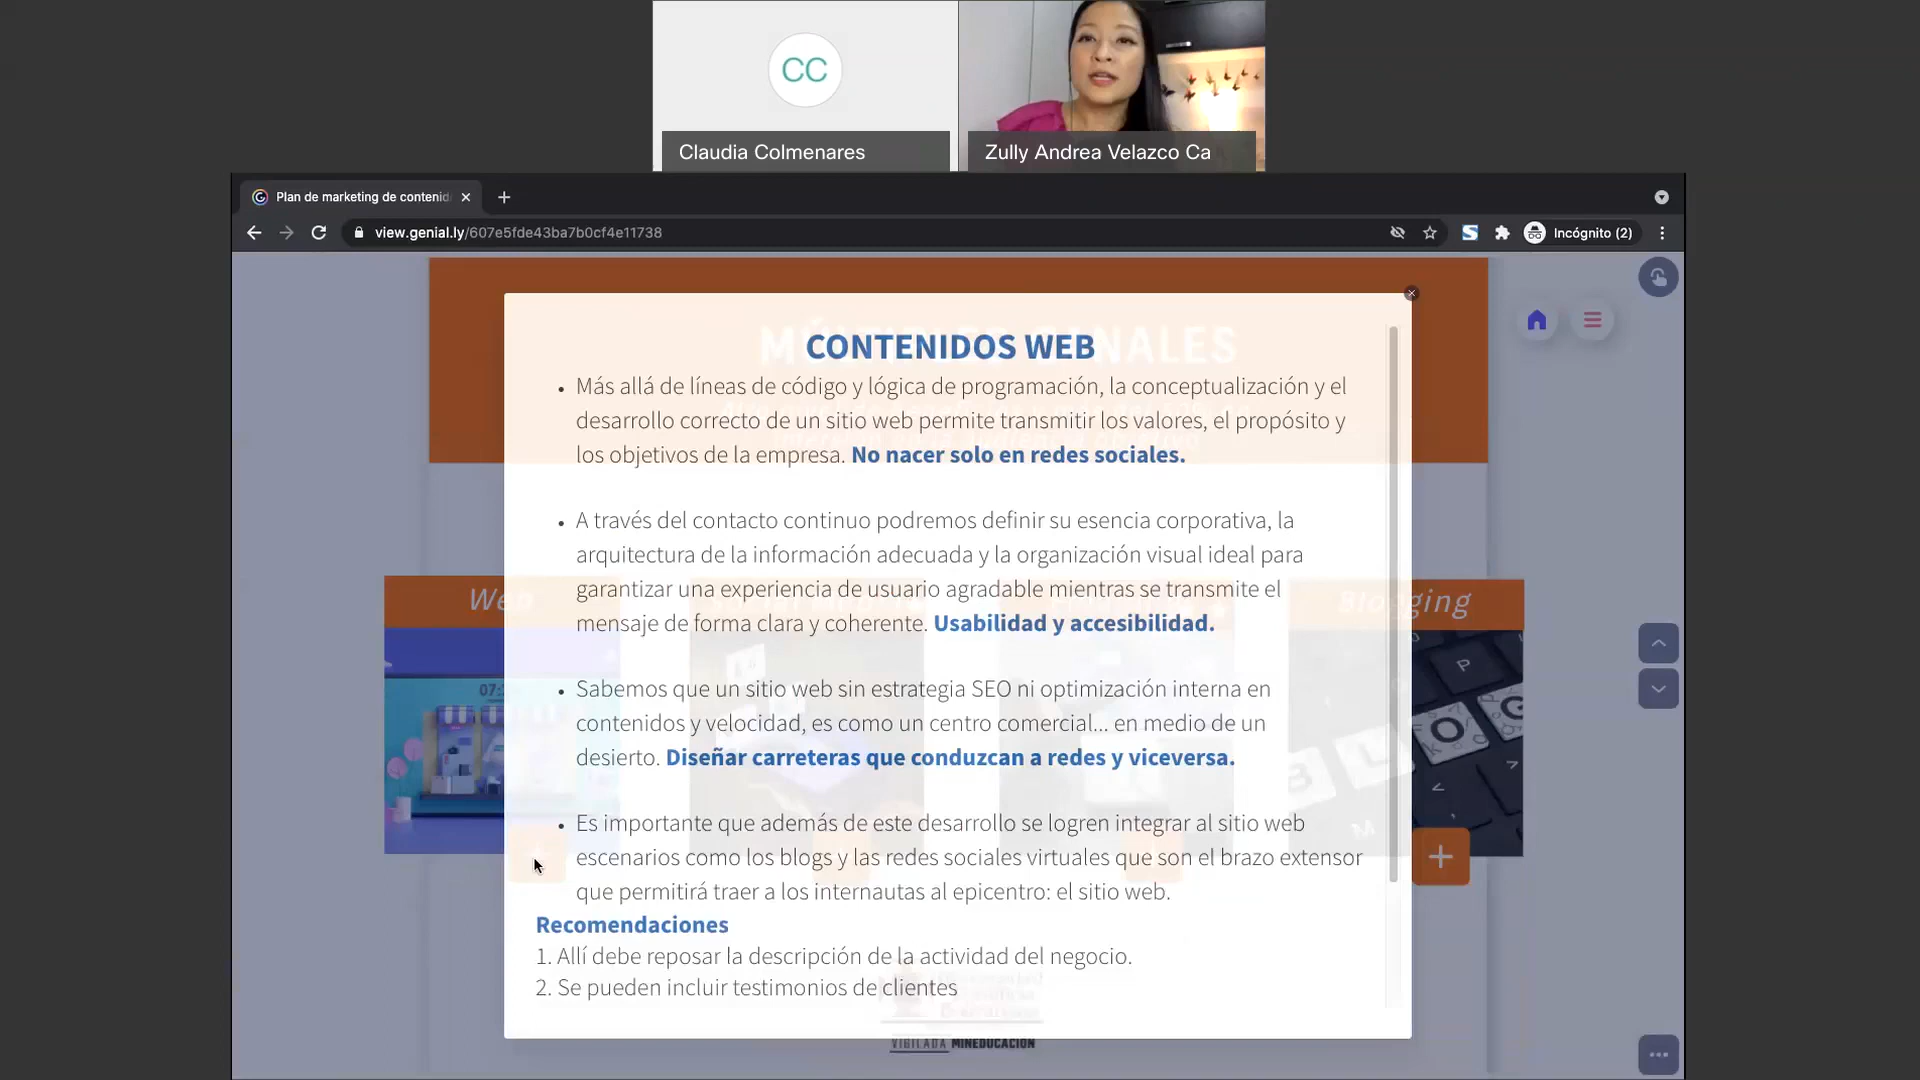 CC
Claudia Colmenares
Zully Andrea Velazco Ca
Plan de marketing de contenid
view.genial.ly/607e5fde43ba7b0cf4e11738
Incógnito (2)
CONTENIDOS WEB
• Más allá de líneas de código y lógica de programación, la conceptualización y el
desarrollo correcto de un sitio web permite transmitir los valores, el propósito y
los objetivos de la empresa. No nacer solo en redes sociales.
• A través del contacto continuo podremos definir su esencia corporativa, la
arquitectura de la información adecuada y la organización visual ideal para
garantizar una experiencia de usuario agradable mientras se transmite el
mensaje de forma clara y coherente. Usabilidad y accesibilidad.
• Sabemos que un sitio web sin estrategia SEO ni optimización interna en
contenidos y velocidad, es como un centro comercial... en medio de un
desierto. Diseñar carreteras que conduzcan a redes y viceversa.
• Es importante que además de este desarrollo se logren integrar al sitio web
escenarios como los blogs y las redes sociales virtuales que son el brazo extensor
que permitirá traer a los internautas al epicentro: el sitio web.
Recomendaciones
1. Allí debe reposar la descripción de la actividad del negocio.
2. Se pueden incluir testimonios de clientes
Web
Blogging
VIGILADA MINEDUCACIÓN